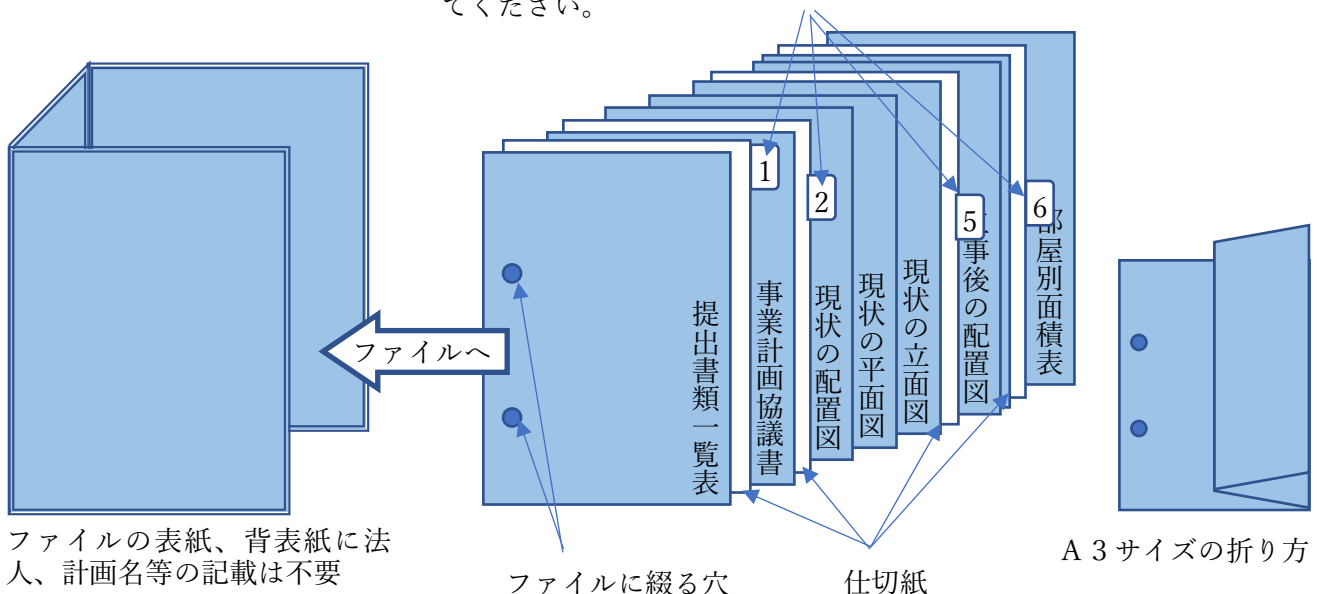 てください。
1
2
5
6
提出書類一覧表
事業計画協議書
現状の配置図
現状の平面図
現状の立面図
事後の配置図
部屋別面積表
ファイルへ
ファイルの表紙、背表紙に法
人、計画名等の記載は不要
ファイルに綴る穴
仕切紙
Ａ３サイズの折り方